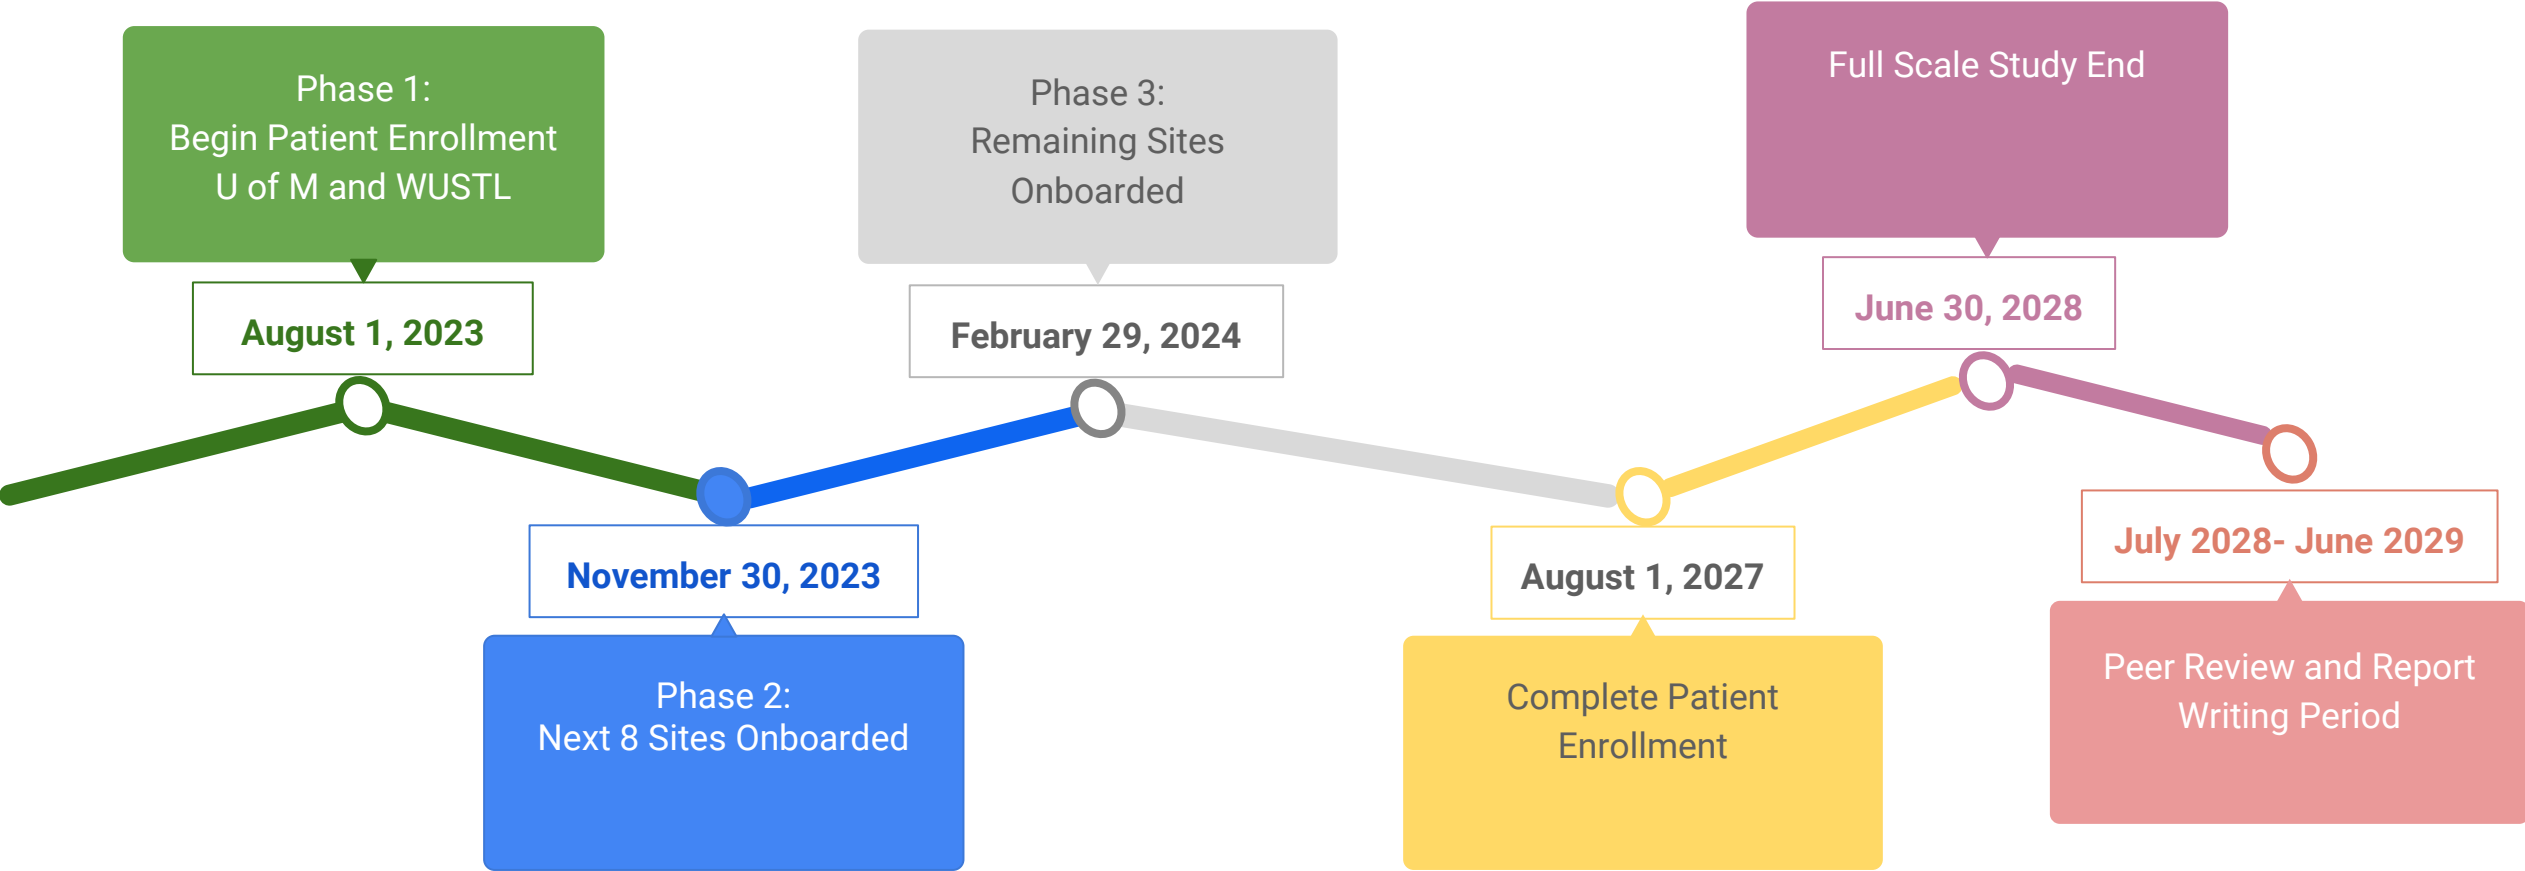 Phase 1:
Begin Patient Enrollment
U of M and WUSTL
August 1, 2023
November 30, 2023
Phase 2:
Next 8 Sites Onboarded
Phase 3:
Remaining Sites
Onboarded
February 29, 2024
August 1, 2027
Complete Patient
Enrollment
Full Scale Study End
June 30, 2028
July 2028- June 2029
Peer Review and Report
Writing Period